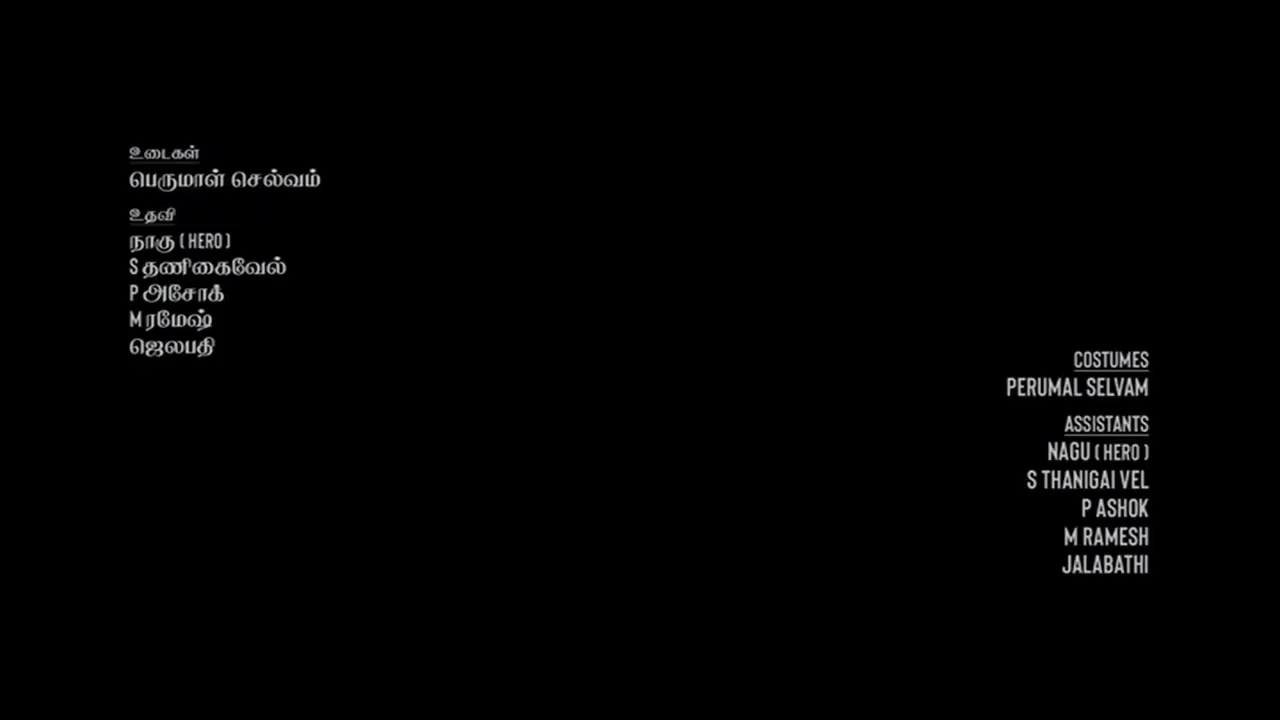 உடைகள்
பெருமாள் செல்வம்
உதவி
நாகு ( HERO )
S தணிகைவேல்
P அசோக்
M ரமேஷ்
ஜெலபதி
COSTUMES
PERUMAL SELVAM
ASSISTANTS
NAGU ( HERO )
S THANIGAI VEL
P ASHOK
M RAMESH
JALABATHI